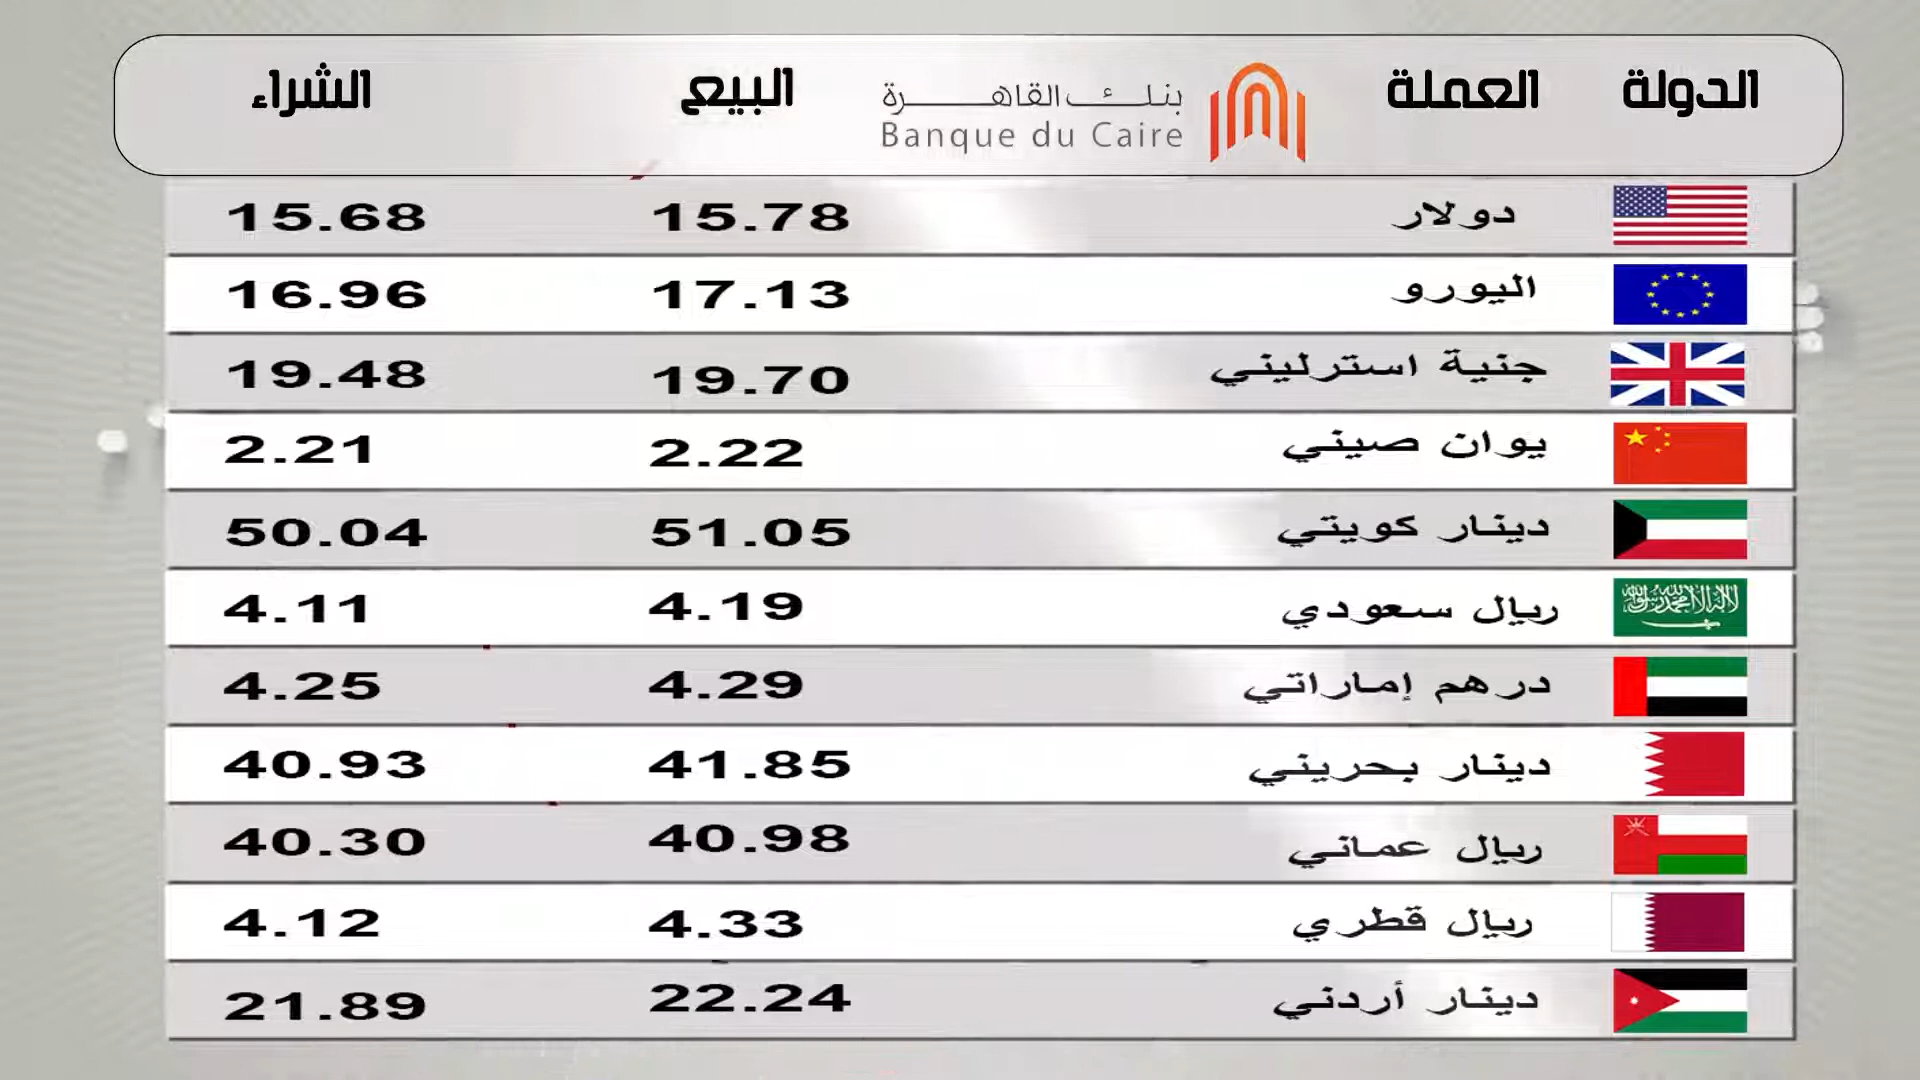 الدولة العملة بنك القاهرة البيع الشراء
Banque du Caire
دولار 15.78 15.68
اليورو 17.13 16.96
جنية استرليني 19.70 19.48
يوان صيني 2.22 2.21
دينار كويتي 51.05 50.04
ريال سعودي 4.19 4.11
درهم إماراتي 4.29 4.25
دينار بحريني 41.85 40.93
ريال عماني 40.98 40.30
ريال قطري 4.33 4.12
دينار أردني 22.24 21.89